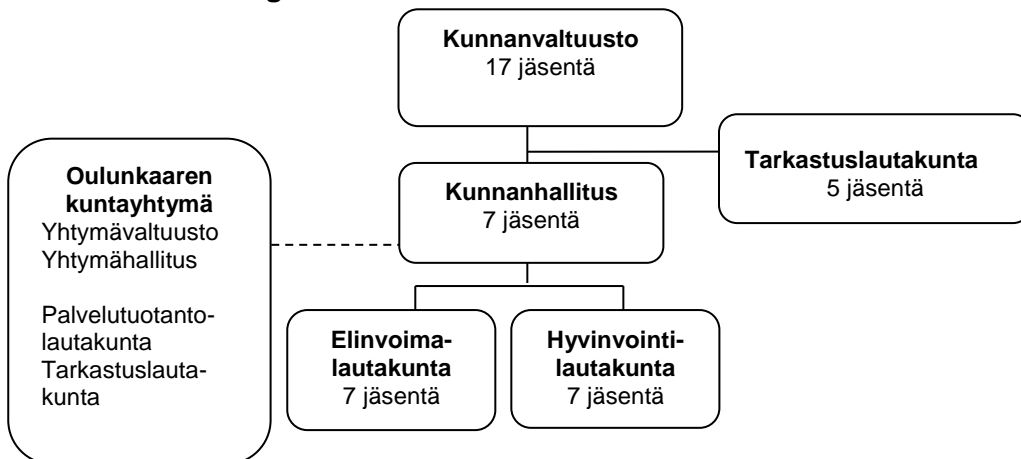 Kunnanvaltuusto
17 jäsentä
Tarkastuslautakunta
5 jäsentä
Oulunkaaren
kuntayhtymä
Yhtymävaltuusto
Yhtymähallitus
Palvelutuotanto-
lautakunta
Tarkastuslauta-
kunta
Kunnanhallitus
7 jäsentä
Elinvoima-
lautakunta
7 jäsentä
Hyvinvointi-
lautakunta
7 jäsentä